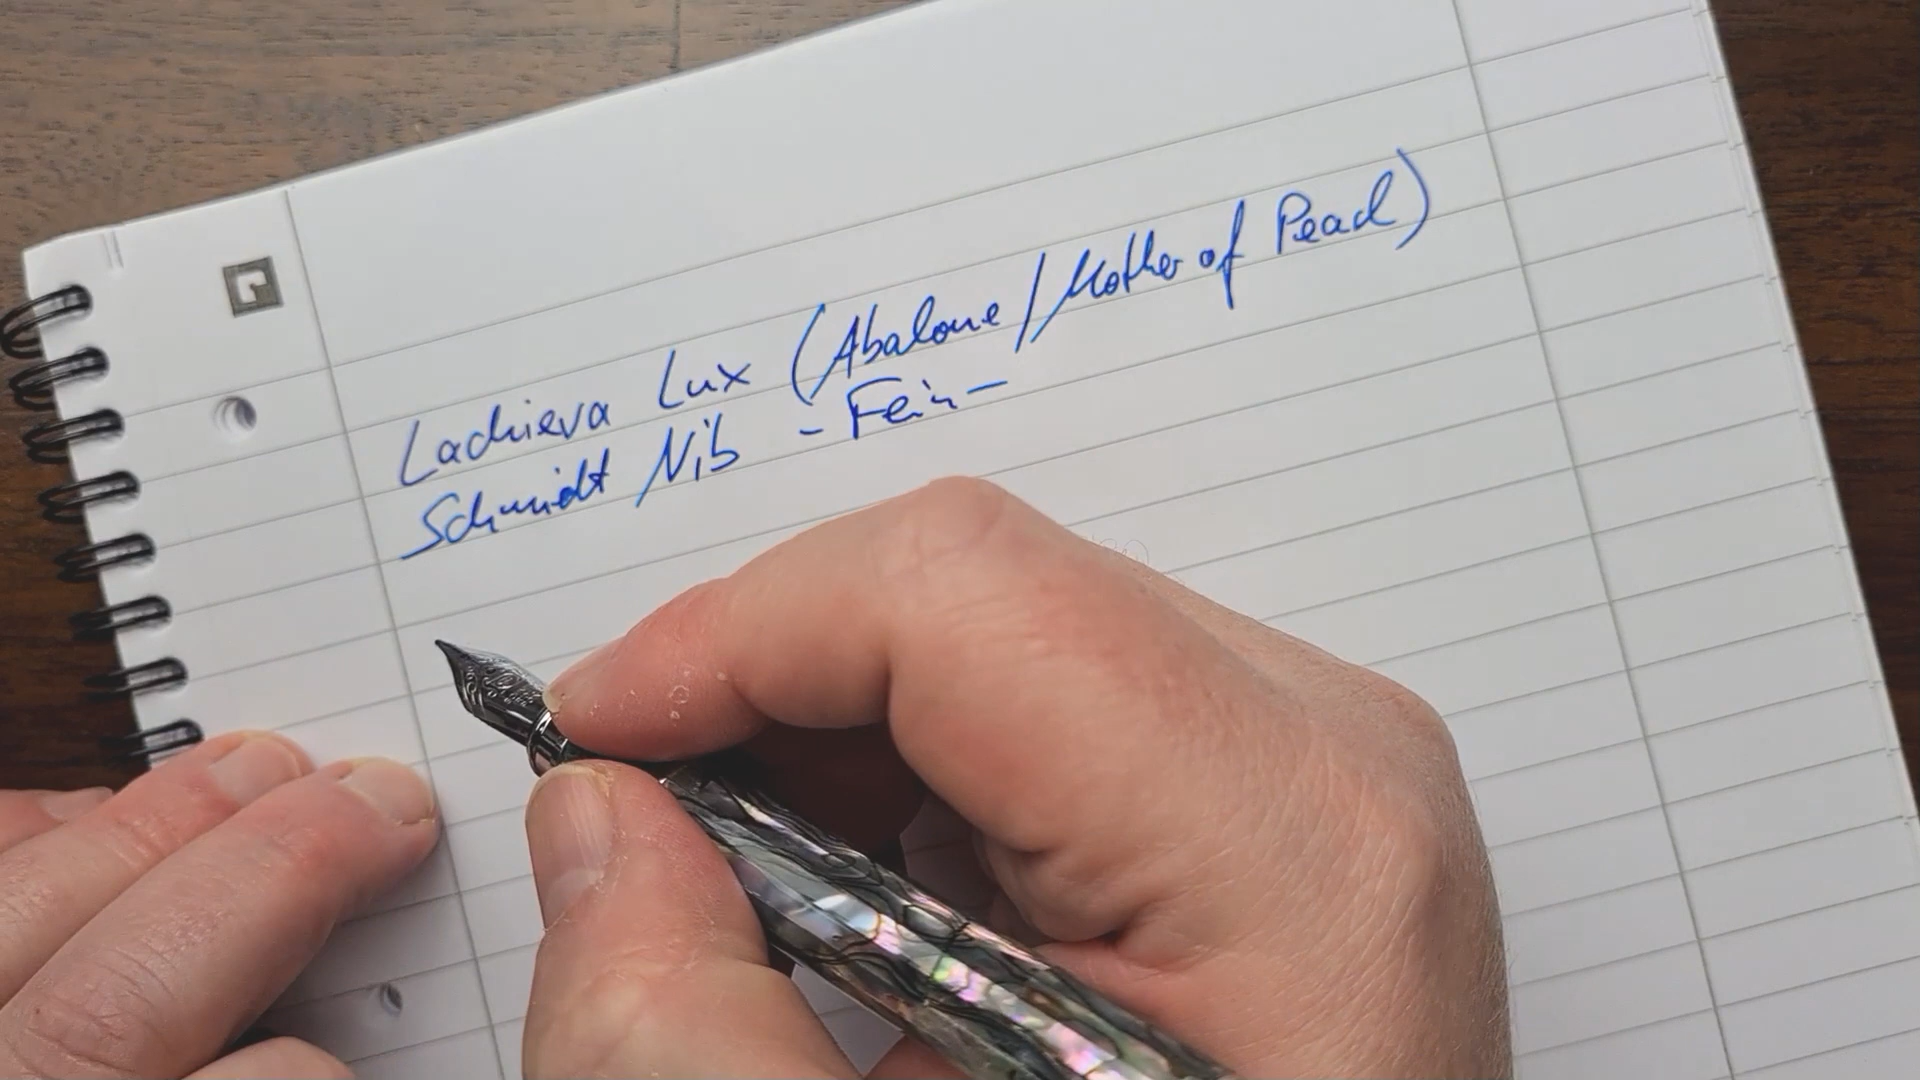 Lachieva Lux (Abalone / Mother of Pearl)
Schmidt Nib - Fein -